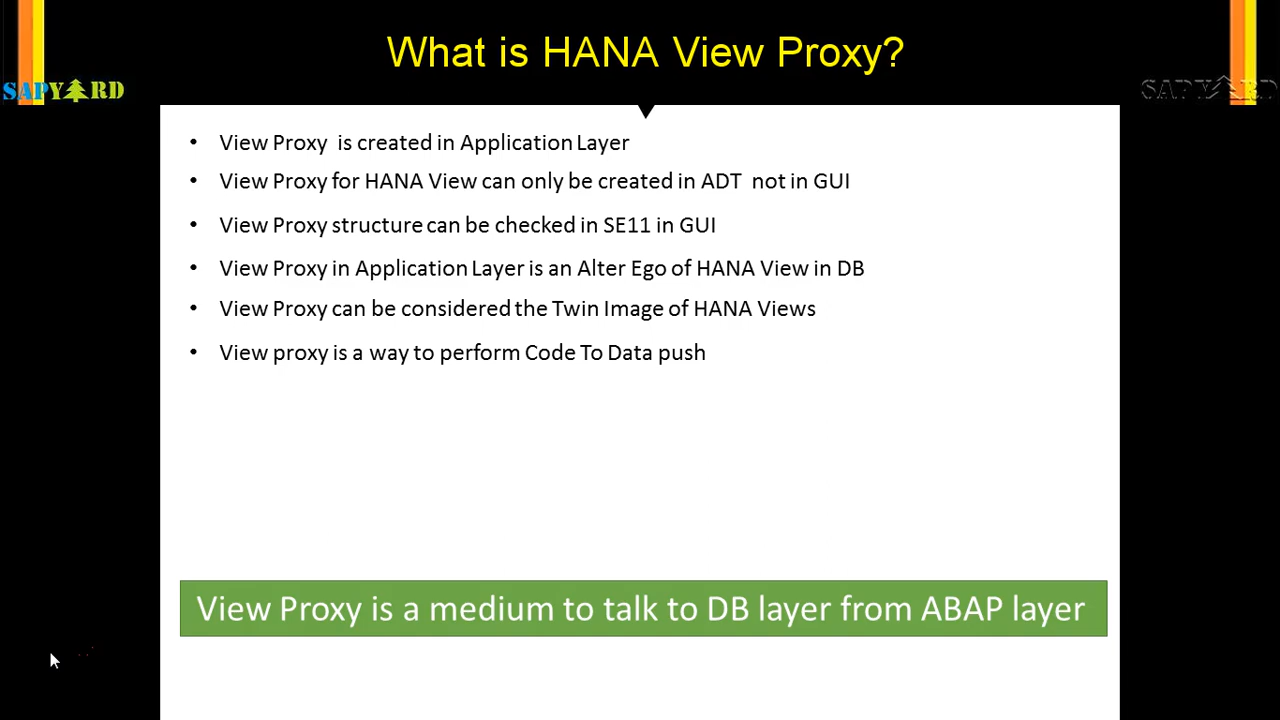 What is HANA View Proxy?
SAPYARD
SAPYARD
• View Proxy is created in Application Layer
• View Proxy for HANA View can only be created in ADT not in GUI
• View Proxy structure can be checked in SE11 in GUI
• View Proxy in Application Layer is an Alter Ego of HANA View in DB
• View Proxy can be considered the Twin Image of HANA Views
• View proxy is a way to perform Code To Data push
View Proxy is a medium to talk to DB layer from ABAP layer